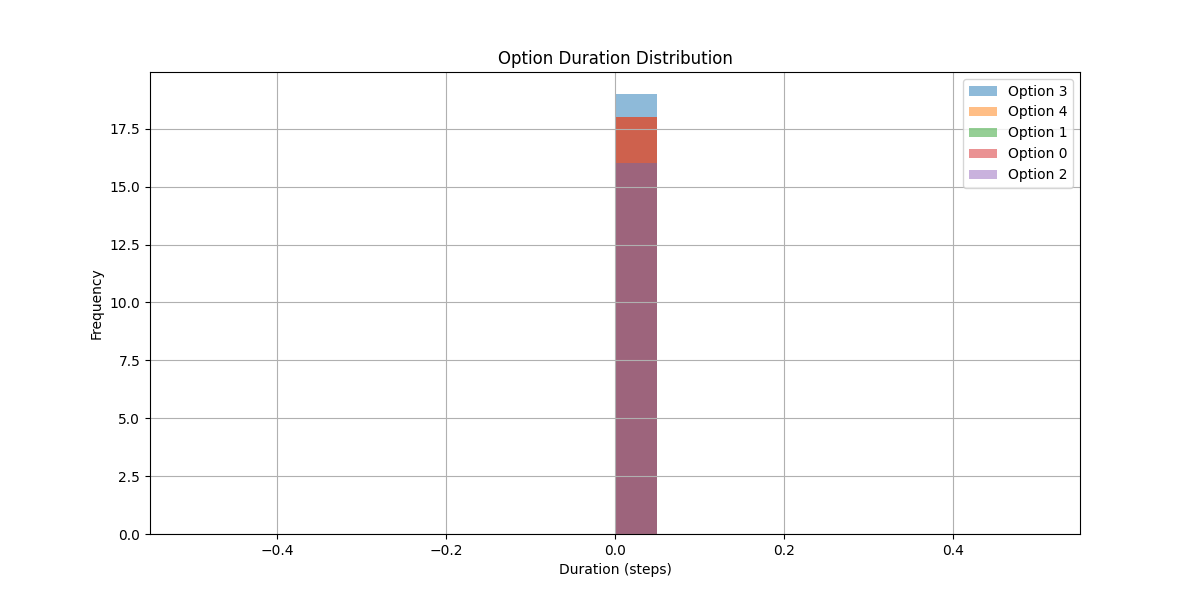 Option Duration Distribution
Option 3
Option 4
Option 1
Option 0
Option 2
Frequency
17.5
15.0
12.5
10.0
7.5
5.0
2.5
0.0
−0.4 −0.2 0.0 0.2 0.4
Duration (steps)